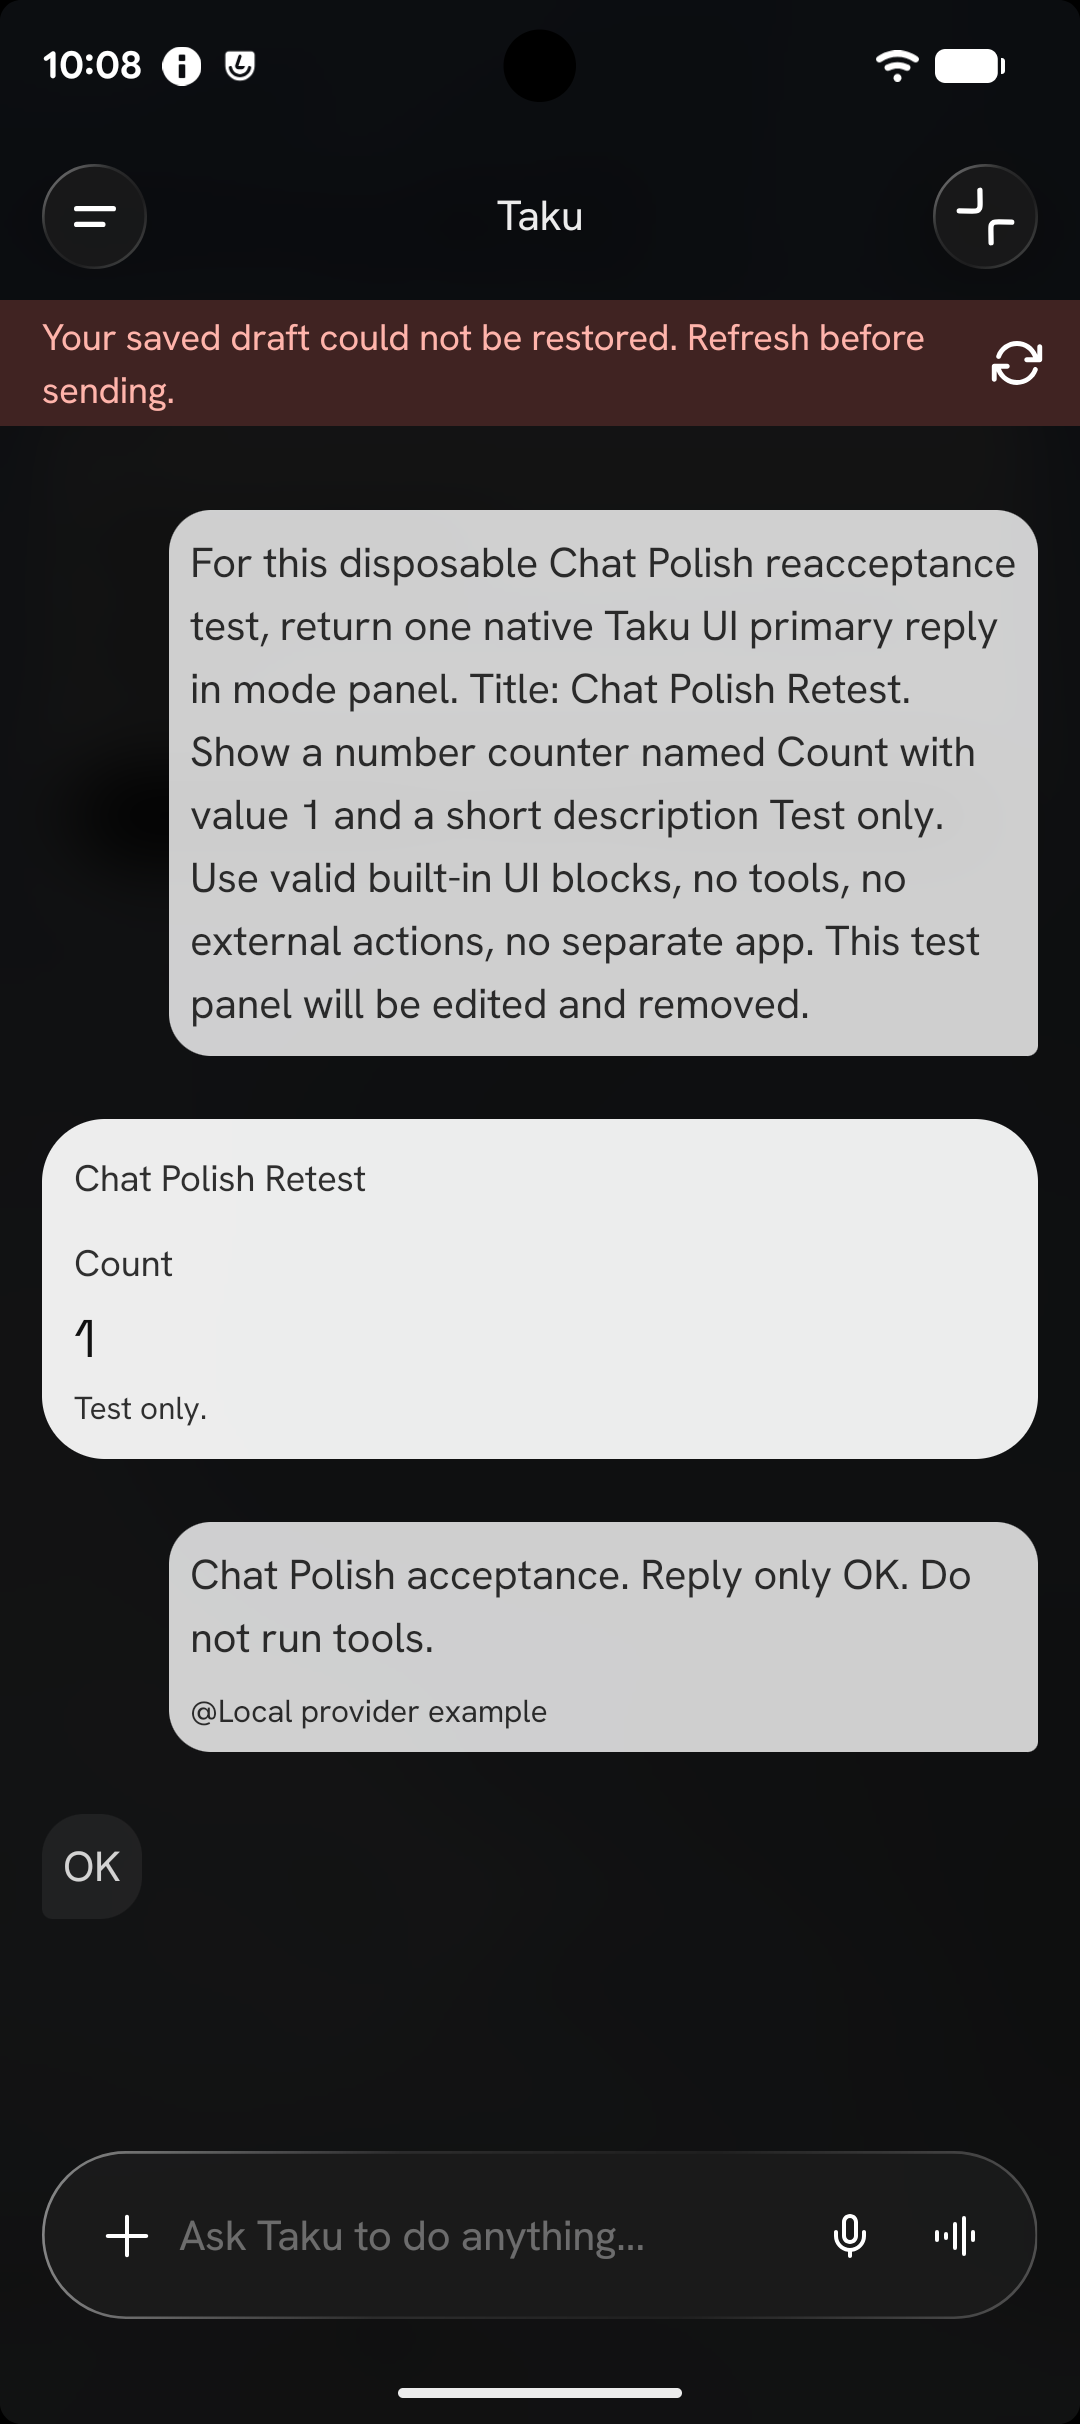 10:08
Taku
Your saved draft could not be restored. Refresh before
sending.
For this disposable Chat Polish reacceptance
test, return one native Taku UI primary reply
in mode panel. Title: Chat Polish Retest.
Show a number counter named Count with
value 1 and a short description Test only.
Use valid built-in UI blocks, no tools, no
external actions, no separate app. This test
panel will be edited and removed.
Chat Polish Retest
Count
1
Test only.
Chat Polish acceptance. Reply only OK. Do
not run tools.
@Local provider example
OK
Ask Taku to do anything...